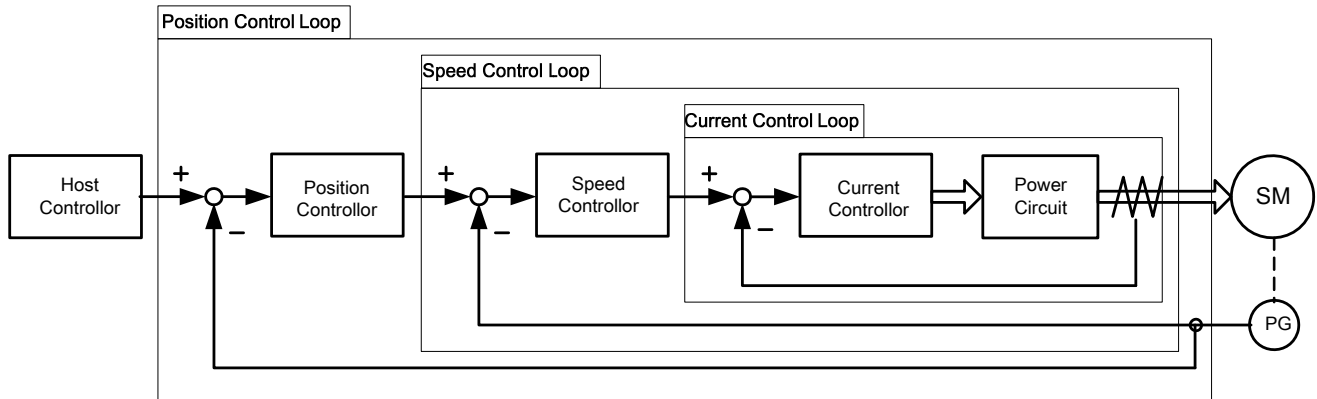 Position Control Loop
Speed Control Loop
Current Control Loop
Host
Controllor
+
−
Position
Controllor
+
−
Speed
Controllor
+
−
Current
Controllor
Power
Circuit
SM
PG